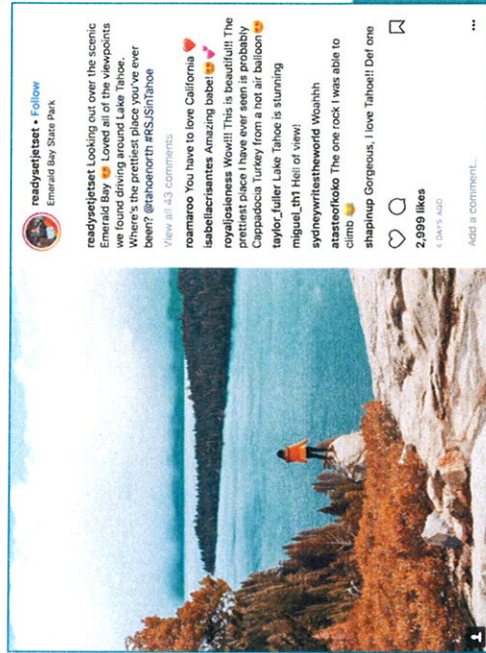 readysetjetset • Follow
Emerald Bay State Park
readysetjetset Looking out over the scenic
Emerald Bay 😍 Loved all of the viewpoints
we found driving around Lake Tahoe.
Where's the prettiest place you've ever
been? @tahoenorth #RSJSinTahoe
View all 43 comments
roamaroo You have to love California ❤️
isabellacrisantes Amazing babe! 😍💕
royaljosieness Wow!!! This is beautiful!! The
prettiest place I have ever seen is probably
Cappadocia Turkey from a hot air balloon😍
taylor_fuller Lake Tahoe is stunning
miguel_th1 Hell of view!
sydneywritestheworld Woahhh
atasteofkoko The one rock I was able to
climb 😂
shapinup Gorgeous, I love Tahoe!! Def one
2,999 likes
4 DAYS AGO
Add a comment...